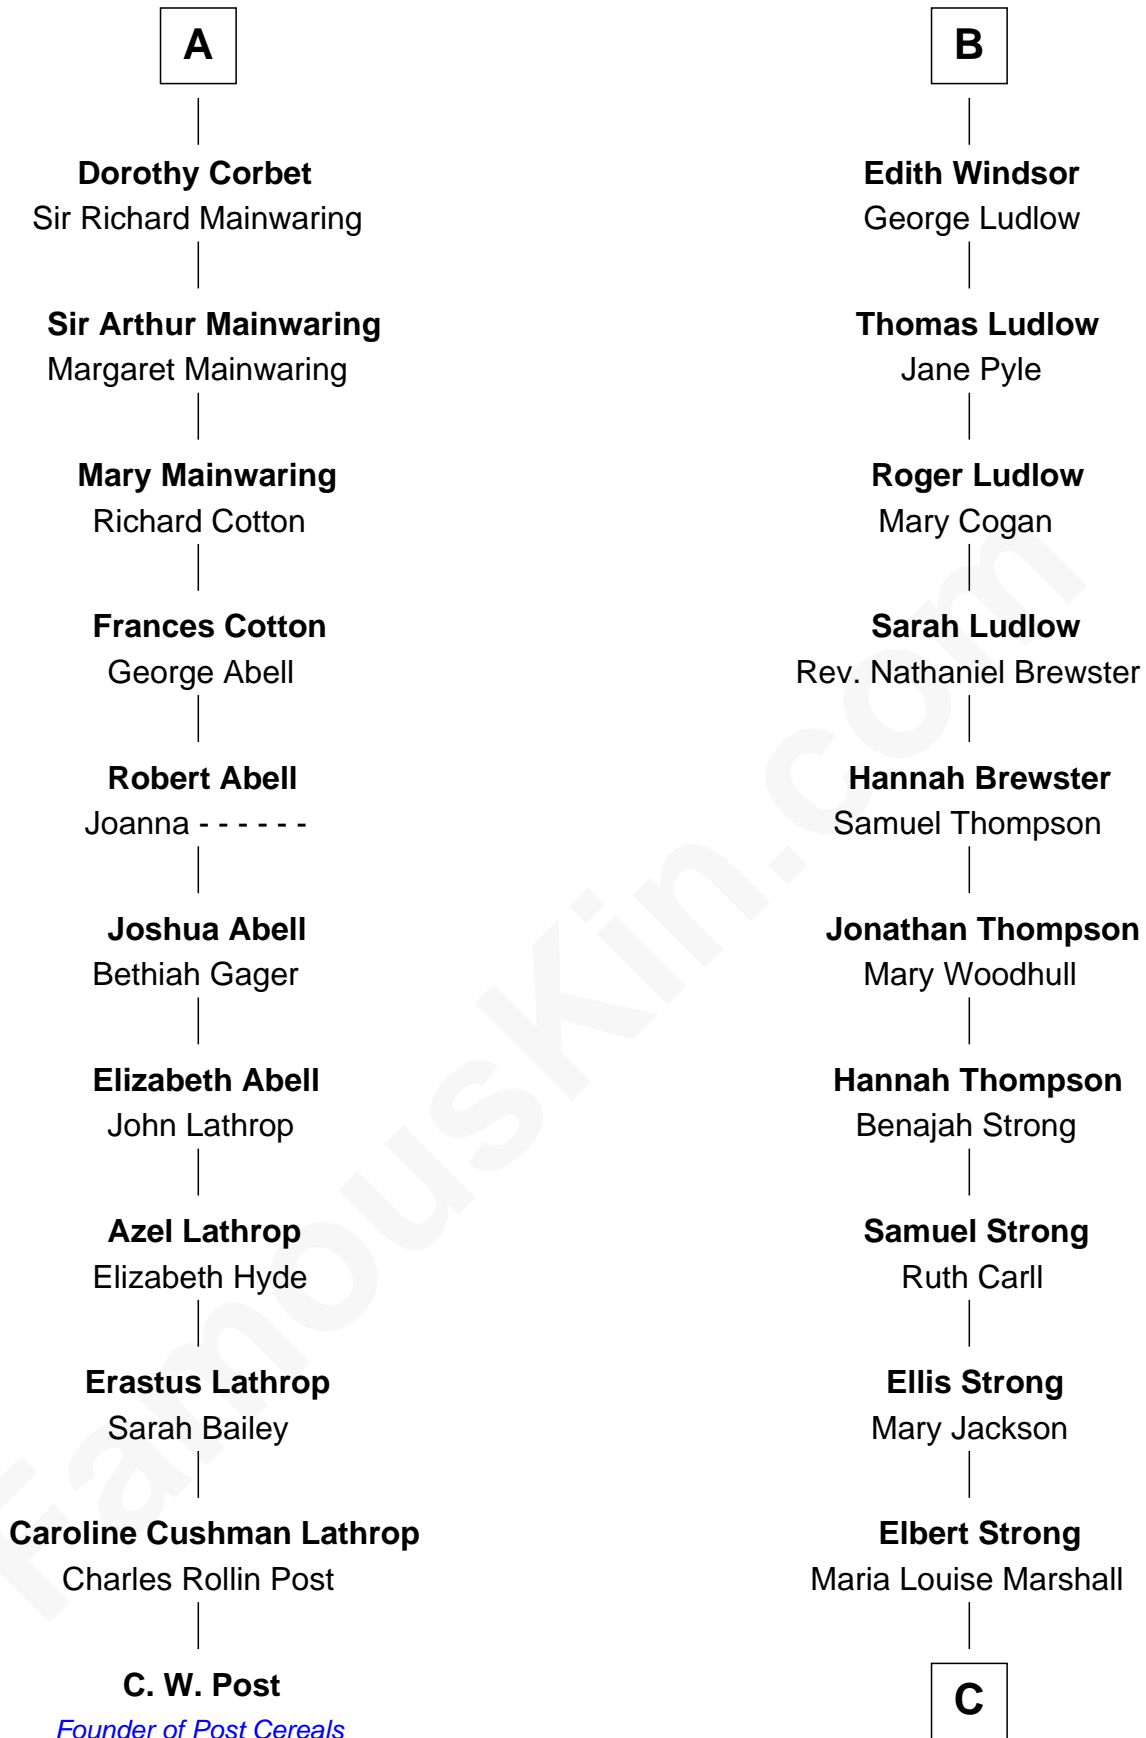 A
Dorothy Corbet
Sir Richard Mainwaring
Sir Arthur Mainwaring
Margaret Mainwaring
Mary Mainwaring
Richard Cotton
Frances Cotton
George Abell
Robert Abell
Joanna - - - - - -
Joshua Abell
Bethiah Gager
Elizabeth Abell
John Lathrop
Azel Lathrop
Elizabeth Hyde
Erastus Lathrop
Sarah Bailey
Caroline Cushman Lathrop
Charles Rollin Post
C. W. Post
Founder of Post Cereals
B
Edith Windsor
George Ludlow
Thomas Ludlow
Jane Pyle
Roger Ludlow
Mary Cogan
Sarah Ludlow
Rev. Nathaniel Brewster
Hannah Brewster
Samuel Thompson
Jonathan Thompson
Mary Woodhull
Hannah Thompson
Benajah Strong
Samuel Strong
Ruth Carll
Ellis Strong
Mary Jackson
Elbert Strong
Maria Louise Marshall
C
FamousKin.com